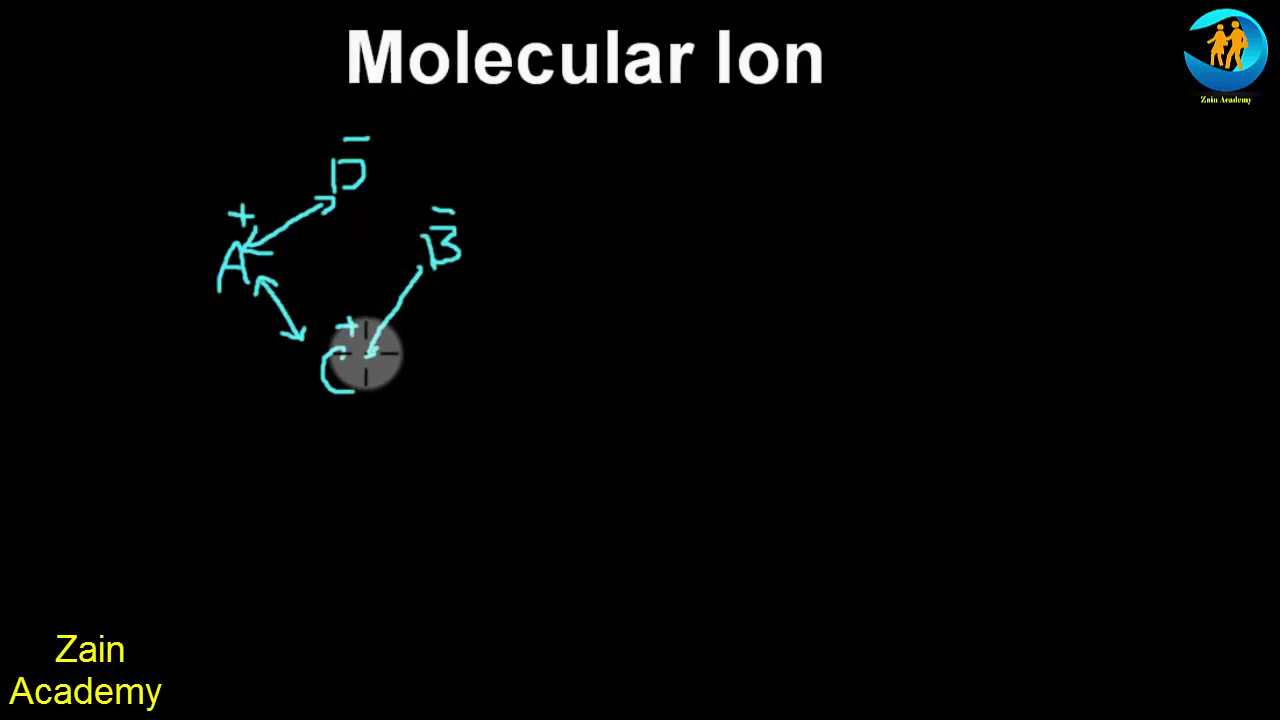 Molecular Ion
Zain Academy
D̅
A⁺
B̅
C⁺
Zain
Academy